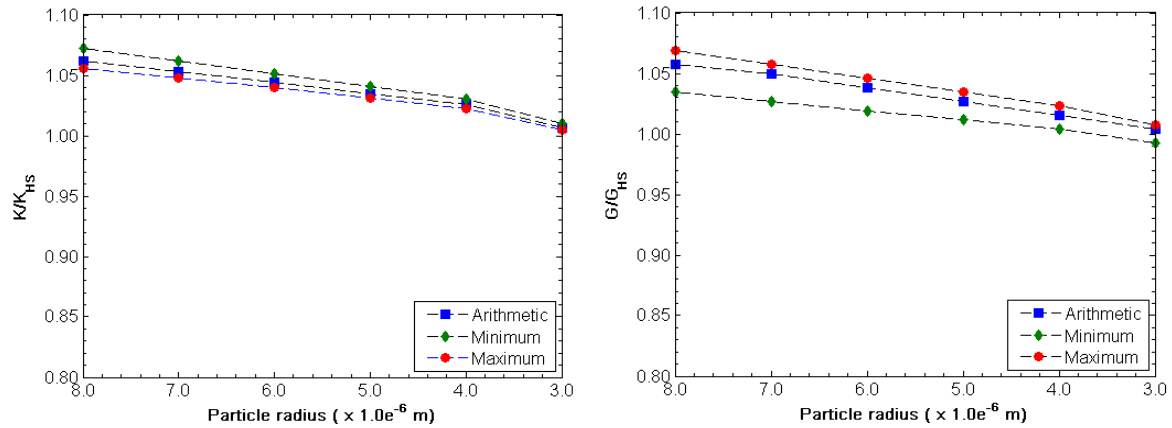 1.10
1.05
1.00
0.95
0.90
0.85
0.80
K/K_HS
8.0 7.0 6.0 5.0 4.0 3.0
Particle radius ( x 1.0e^-6 m)
Arithmetic
Minimum
Maximum
1.10
1.05
1.00
0.95
0.90
0.85
0.80
G/G_HS
8.0 7.0 6.0 5.0 4.0 3.0
Particle radius ( x 1.0e^-6 m)
Arithmetic
Minimum
Maximum